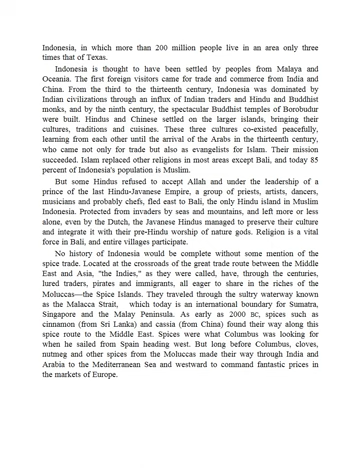 Indonesia, in which more than 200 million people live in an area only three
times that of Texas.
Indonesia is thought to have been settled by peoples from Malaya and
Oceania. The first foreign visitors came for trade and commerce from India and
China. From the third to the thirteenth century, Indonesia was dominated by
Indian civilizations through an influx of Indian traders and Hindu and Buddhist
monks, and by the ninth century, the spectacular Buddhist temples of Borobudur
were built. Hindus and Chinese settled on the larger islands, bringing their
cultures, traditions and cuisines. These three cultures co-existed peacefully,
learning from each other until the arrival of the Arabs in the thirteenth century,
who came not only for trade but also as evangelists for Islam. Their mission
succeeded. Islam replaced other religions in most areas except Bali, and today 85
percent of Indonesia's population is Muslim.
But some Hindus refused to accept Allah and under the leadership of a
prince of the last Hindu-Javanese Empire, a group of priests, artists, dancers,
musicians and probably chefs, fled east to Bali, the only Hindu island in Muslim
Indonesia. Protected from invaders by seas and mountains, and left more or less
alone, even by the Dutch, the Javanese Hindus managed to preserve their culture
and integrate it with their pre-Hindu worship of nature gods. Religion is a vital
force in Bali, and entire villages participate.
No history of Indonesia would be complete without some mention of the
spice trade. Located at the crossroads of the great trade route between the Middle
East and Asia, "the Indies," as they were called, have, through the centuries,
lured traders, pirates and immigrants, all eager to share in the riches of the
Moluccas—the Spice Islands. They traveled through the sultry waterway known
as the Malacca Strait, which today is an international boundary for Sumatra,
Singapore and the Malay Peninsula. As early as 2000 BC, spices such as
cinnamon (from Sri Lanka) and cassia (from China) found their way along this
spice route to the Middle East. Spices were what Columbus was looking for
when he sailed from Spain heading west. But long before Columbus, cloves,
nutmeg and other spices from the Moluccas made their way through India and
Arabia to the Mediterranean Sea and westward to command fantastic prices in
the markets of Europe.